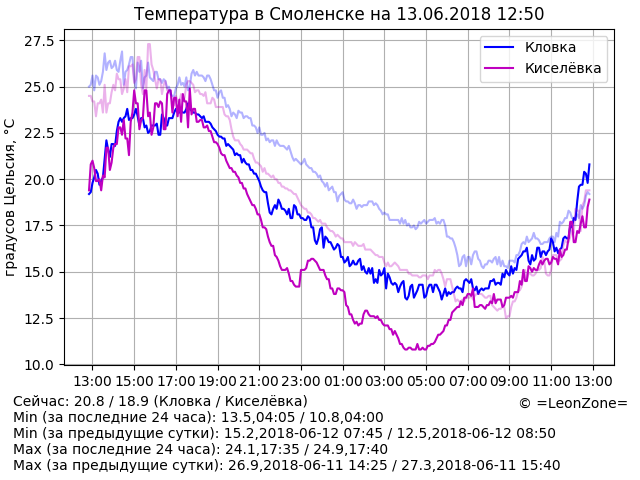 Температура в Смоленске на 13.06.2018 12:50
27.5
25.0
22.5
20.0
17.5
15.0
12.5
10.0
градусов Цельсия, °C
Кловка
Киселёвка
13:00 15:00 17:00 19:00 21:00 23:00 01:00 03:00 05:00 07:00 09:00 11:00 13:00
Сейчас: 20.8 / 18.9 (Кловка / Киселёвка)
© =LeonZone=
Min (за последние 24 часа): 13.5,04:05 / 10.8,04:00
Min (за предыдущие сутки): 15.2,2018-06-12 07:45 / 12.5,2018-06-12 08:50
Max (за последние 24 часа): 24.1,17:35 / 24.9,17:40
Max (за предыдущие сутки): 26.9,2018-06-11 14:25 / 27.3,2018-06-11 15:40